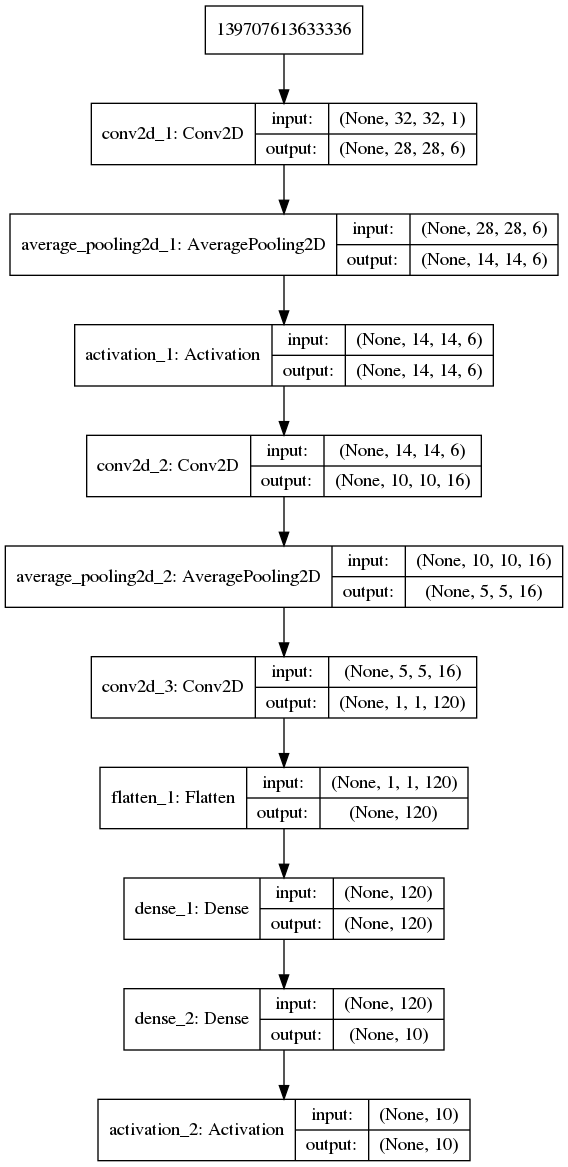 139707613633336
conv2d_1: Conv2D
input: (None, 32, 32, 1)
output: (None, 28, 28, 6)
average_pooling2d_1: AveragePooling2D
input: (None, 28, 28, 6)
output: (None, 14, 14, 6)
activation_1: Activation
input: (None, 14, 14, 6)
output: (None, 14, 14, 6)
conv2d_2: Conv2D
input: (None, 14, 14, 6)
output: (None, 10, 10, 16)
average_pooling2d_2: AveragePooling2D
input: (None, 10, 10, 16)
output: (None, 5, 5, 16)
conv2d_3: Conv2D
input: (None, 5, 5, 16)
output: (None, 1, 1, 120)
flatten_1: Flatten
input: (None, 1, 1, 120)
output: (None, 120)
dense_1: Dense
input: (None, 120)
output: (None, 120)
dense_2: Dense
input: (None, 120)
output: (None, 10)
activation_2: Activation
input: (None, 10)
output: (None, 10)